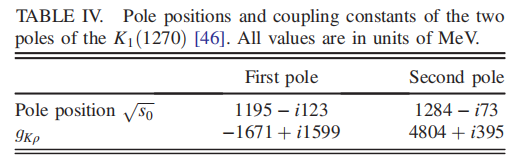 TABLE IV. Pole positions and coupling constants of the two
poles of the K₁(1270) [46]. All values are in units of MeV.
First pole Second pole
Pole position √s₀ 1195 − i123 1284 − i73
g_{Kρ} −1671 + i1599 4804 + i395